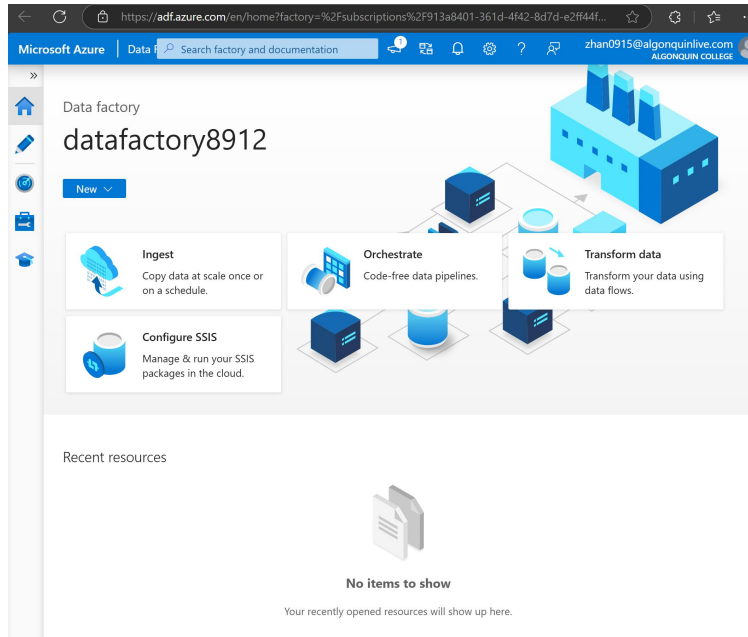 https://adf.azure.com/en/home?factory=%2Fsubscriptions%2F913a8401-361d-4f42-8d7d-e2ff44f...
Microsoft Azure
Data F
Search factory and documentation
1
zhan0915@algonquinlive.com
ALGONQUIN COLLEGE
Data factory
datafactory8912
New
Ingest
Copy data at scale once or
on a schedule.
Orchestrate
Code-free data pipelines.
Transform data
Transform your data using
data flows.
Configure SSIS
Manage & run your SSIS
packages in the cloud.
Recent resources
No items to show
Your recently opened resources will show up here.